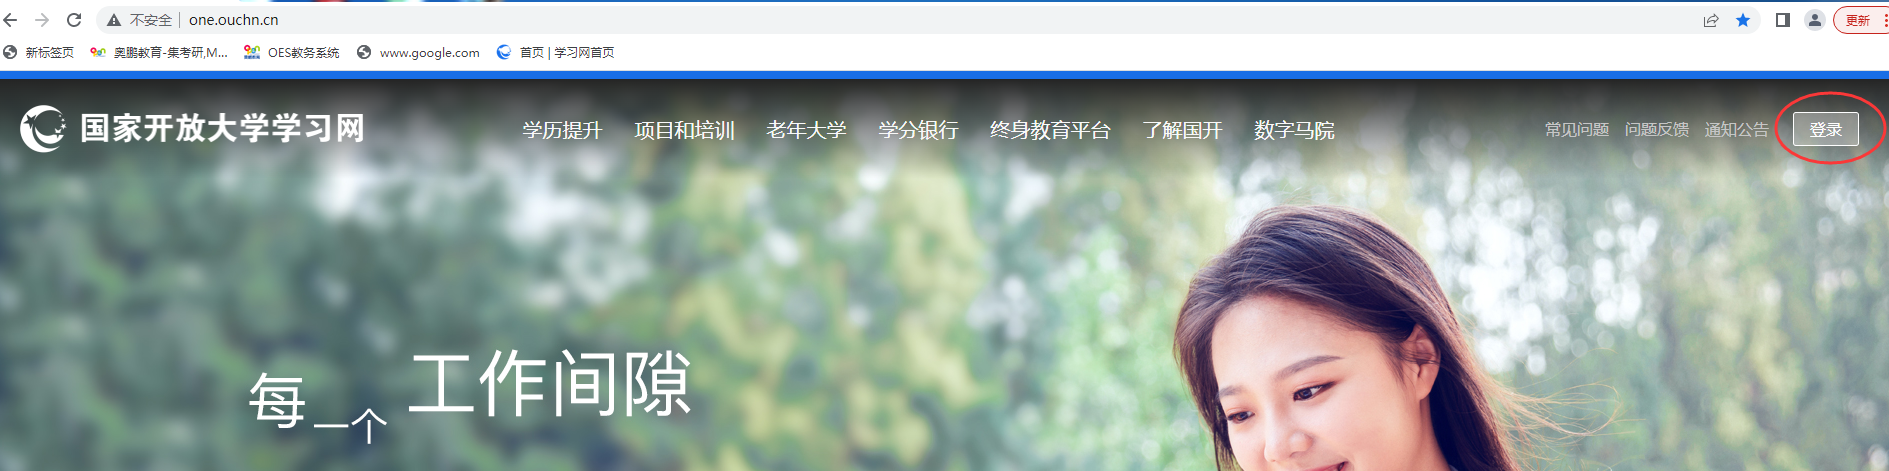 不安全 one.ouchn.cn 更新
新标签页 奥鹏教育-集考研,M... OES教务系统 www.google.com 首页 | 学习网首页
国家开放大学学习网 学历提升 项目和培训 老年大学 学分银行 终身教育平台 了解国开 数字马院 常见问题 问题反馈 通知公告 登录
每一个 工作间隙